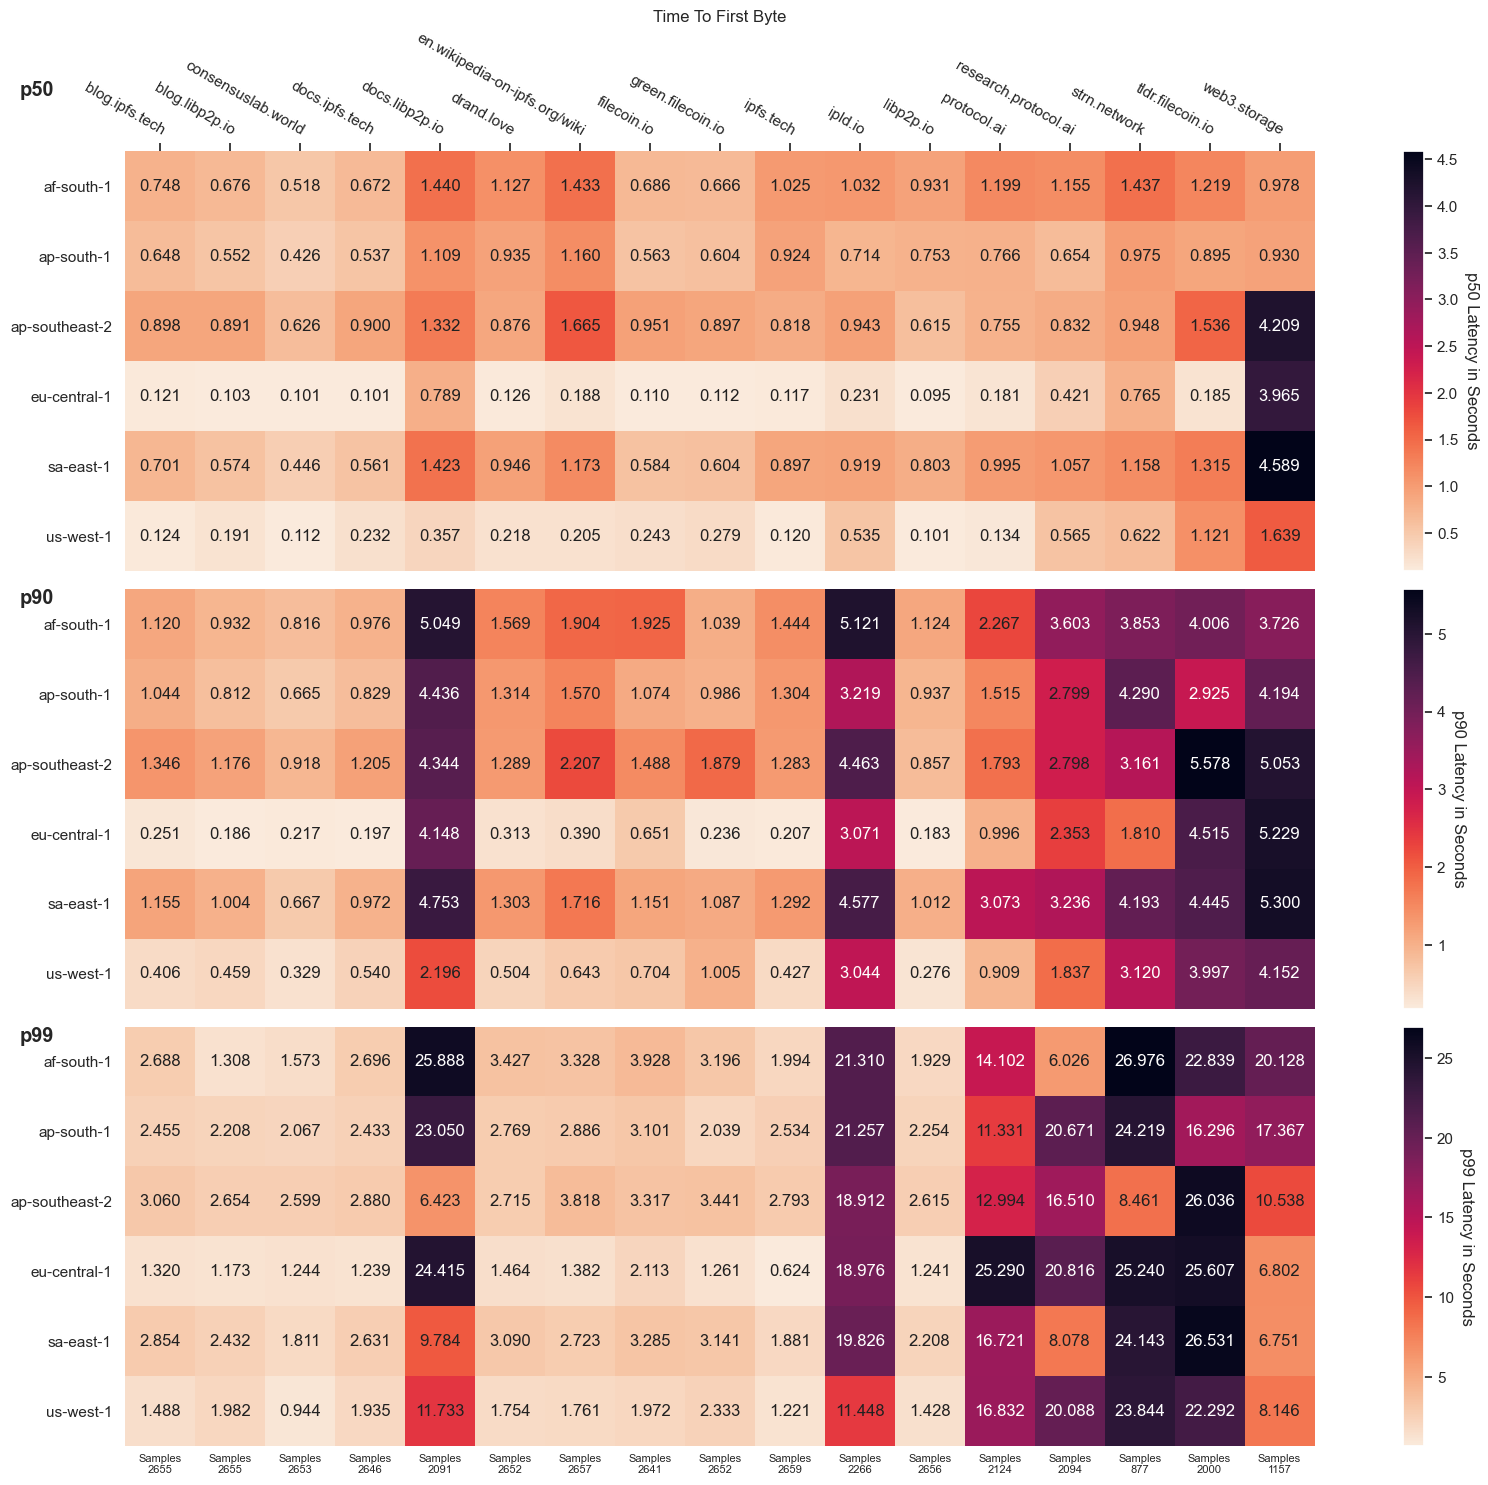 Time To First Byte
p50
blog.ipfs.tech
blog.libp2p.io
consensuslab.world
docs.ipfs.tech
docs.libp2p.io
drand.love
en.wikipedia-on-ipfs.org/wiki
filecoin.io
green.filecoin.io
ipfs.tech
ipld.io
libp2p.io
protocol.ai
research.protocol.ai
strn.network
tldr.filecoin.io
web3.storage
af-south-1 0.748 0.676 0.518 0.672 1.440 1.127 1.433 0.686 0.666 1.025 1.032 0.931 1.199 1.155 1.437 1.219 0.978
ap-south-1 0.648 0.552 0.426 0.537 1.109 0.935 1.160 0.563 0.604 0.924 0.714 0.753 0.766 0.654 0.975 0.895 0.930
ap-southeast-2 0.898 0.891 0.626 0.900 1.332 0.876 1.665 0.951 0.897 0.818 0.943 0.615 0.755 0.832 0.948 1.536 4.209
eu-central-1 0.121 0.103 0.101 0.101 0.789 0.126 0.188 0.110 0.112 0.117 0.231 0.095 0.181 0.421 0.765 0.185 3.965
sa-east-1 0.701 0.574 0.446 0.561 1.423 0.946 1.173 0.584 0.604 0.897 0.919 0.803 0.995 1.057 1.158 1.315 4.589
us-west-1 0.124 0.191 0.112 0.232 0.357 0.218 0.205 0.243 0.279 0.120 0.535 0.101 0.134 0.565 0.622 1.121 1.639
4.5
4.0
3.5
3.0
2.5
2.0
1.5
1.0
0.5
p50 Latency in Seconds
p90
af-south-1 1.120 0.932 0.816 0.976 5.049 1.569 1.904 1.925 1.039 1.444 5.121 1.124 2.267 3.603 3.853 4.006 3.726
ap-south-1 1.044 0.812 0.665 0.829 4.436 1.314 1.570 1.074 0.986 1.304 3.219 0.937 1.515 2.799 4.290 2.925 4.194
ap-southeast-2 1.346 1.176 0.918 1.205 4.344 1.289 2.207 1.488 1.879 1.283 4.463 0.857 1.793 2.798 3.161 5.578 5.053
eu-central-1 0.251 0.186 0.217 0.197 4.148 0.313 0.390 0.651 0.236 0.207 3.071 0.183 0.996 2.353 1.810 4.515 5.229
sa-east-1 1.155 1.004 0.667 0.972 4.753 1.303 1.716 1.151 1.087 1.292 4.577 1.012 3.073 3.236 4.193 4.445 5.300
us-west-1 0.406 0.459 0.329 0.540 2.196 0.504 0.643 0.704 1.005 0.427 3.044 0.276 0.909 1.837 3.120 3.997 4.152
5
4
3
2
1
p90 Latency in Seconds
p99
af-south-1 2.688 1.308 1.573 2.696 25.888 3.427 3.328 3.928 3.196 1.994 21.310 1.929 14.102 6.026 26.976 22.839 20.128
ap-south-1 2.455 2.208 2.067 2.433 23.050 2.769 2.886 3.101 2.039 2.534 21.257 2.254 11.331 20.671 24.219 16.296 17.367
ap-southeast-2 3.060 2.654 2.599 2.880 6.423 2.715 3.818 3.317 3.441 2.793 18.912 2.615 12.994 16.510 8.461 26.036 10.538
eu-central-1 1.320 1.173 1.244 1.239 24.415 1.464 1.382 2.113 1.261 0.624 18.976 1.241 25.290 20.816 25.240 25.607 6.802
sa-east-1 2.854 2.432 1.811 2.631 9.784 3.090 2.723 3.285 3.141 1.881 19.826 2.208 16.721 8.078 24.143 26.531 6.751
us-west-1 1.488 1.982 0.944 1.935 11.733 1.754 1.761 1.972 2.333 1.221 11.448 1.428 16.832 20.088 23.844 22.292 8.146
25
20
15
10
5
p99 Latency in Seconds
Samples Samples Samples Samples Samples Samples Samples Samples Samples Samples Samples Samples Samples Samples Samples Samples Samples
2655 2655 2653 2646 2091 2652 2657 2641 2652 2659 2266 2656 2124 2094 877 2000 1157